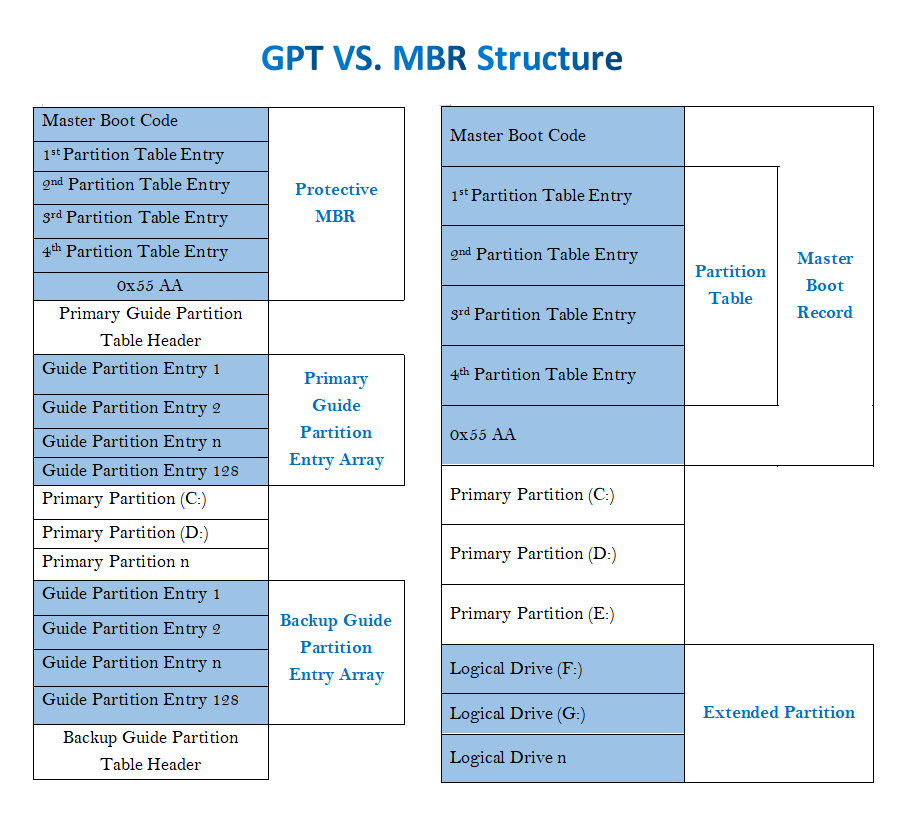 GPT VS. MBR Structure
Master Boot Code
1st Partition Table Entry
2nd Partition Table Entry
3rd Partition Table Entry
4th Partition Table Entry
0x55 AA
Protective
MBR
Primary Guide Partition
Table Header
Guide Partition Entry 1
Guide Partition Entry 2
Guide Partition Entry n
Guide Partition Entry 128
Primary
Guide
Partition
Entry Array
Primary Partition (C:)
Primary Partition (D:)
Primary Partition n
Guide Partition Entry 1
Guide Partition Entry 2
Guide Partition Entry n
Guide Partition Entry 128
Backup Guide
Partition
Entry Array
Backup Guide Partition
Table Header
Master Boot Code
1st Partition Table Entry
2nd Partition Table Entry
3rd Partition Table Entry
4th Partition Table Entry
0x55 AA
Partition
Table
Master
Boot
Record
Primary Partition (C:)
Primary Partition (D:)
Primary Partition (E:)
Logical Drive (F:)
Logical Drive (G:)
Logical Drive n
Extended Partition